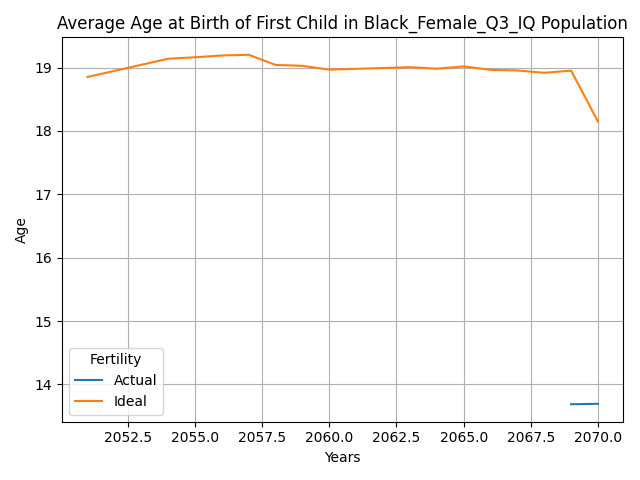 Average Age at Birth of First Child in Black_Female_Q3_IQ Population
19
18
17
16
15
14
Age
Fertility
Actual
Ideal
2052.5 2055.0 2057.5 2060.0 2062.5 2065.0 2067.5 2070.0
Years